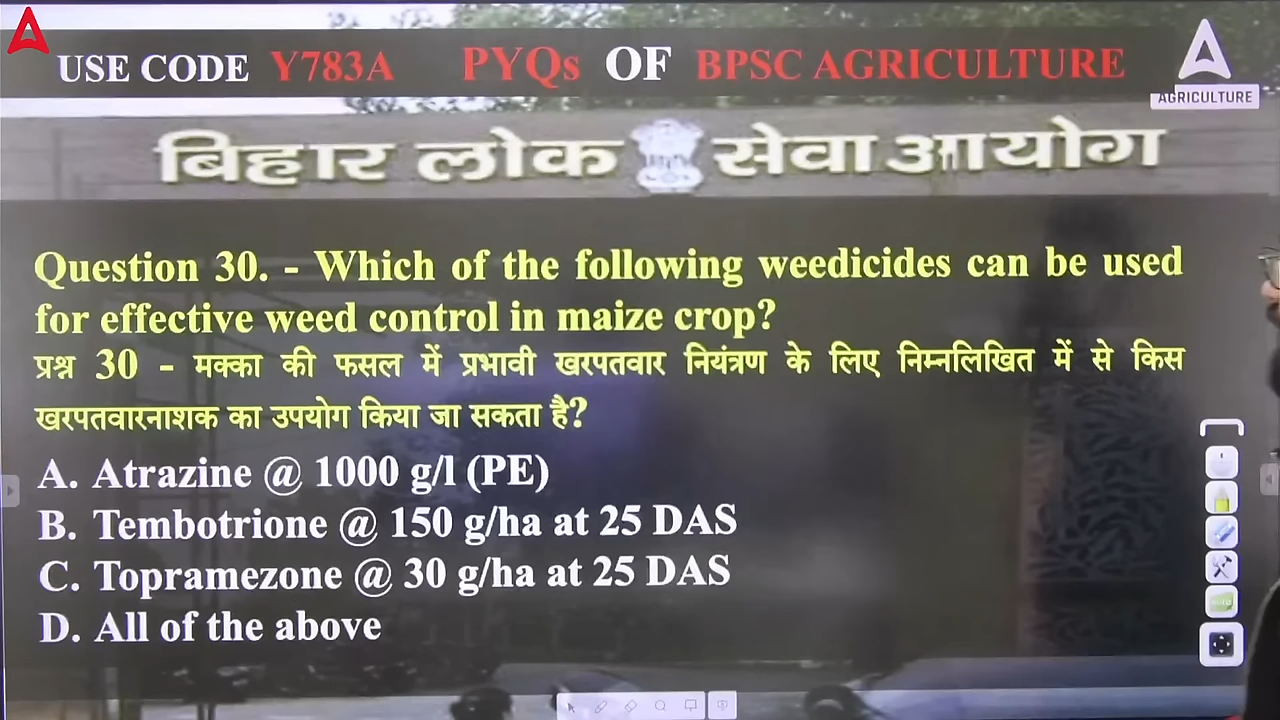 USE CODE Y783A PYQs OF BPSC AGRICULTURE
AGRICULTURE
बिहार लोक सेवा आयोग
Question 30. - Which of the following weedicides can be used
for effective weed control in maize crop?
प्रश्न 30 - मक्का की फसल में प्रभावी खरपतवार नियंत्रण के लिए निम्नलिखित में से किस
खरपतवारनाशक का उपयोग किया जा सकता है?
A. Atrazine @ 1000 g/l (PE)
B. Tembotrione @ 150 g/ha at 25 DAS
C. Topramezone @ 30 g/ha at 25 DAS
D. All of the above